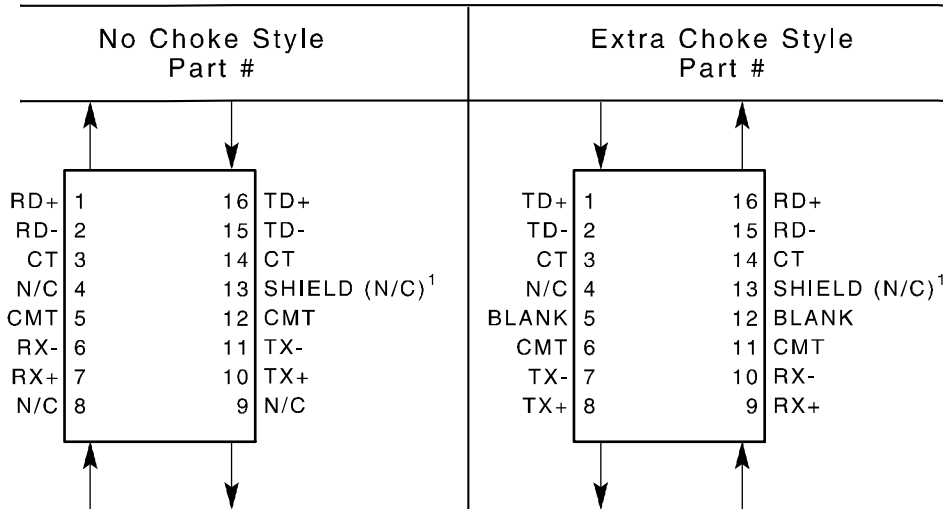 No Choke Style
Part #
Extra Choke Style
Part #
RD+ 1 16 TD+
RD- 2 15 TD-
CT 3 14 CT
N/C 4 13 SHIELD (N/C)¹
CMT 5 12 CMT
RX- 6 11 TX-
RX+ 7 10 TX+
N/C 8 9 N/C
TD+ 1 16 RD+
TD- 2 15 RD-
CT 3 14 CT
N/C 4 13 SHIELD (N/C)¹
BLANK 5 12 BLANK
CMT 6 11 CMT
TX- 7 10 RX-
TX+ 8 9 RX+